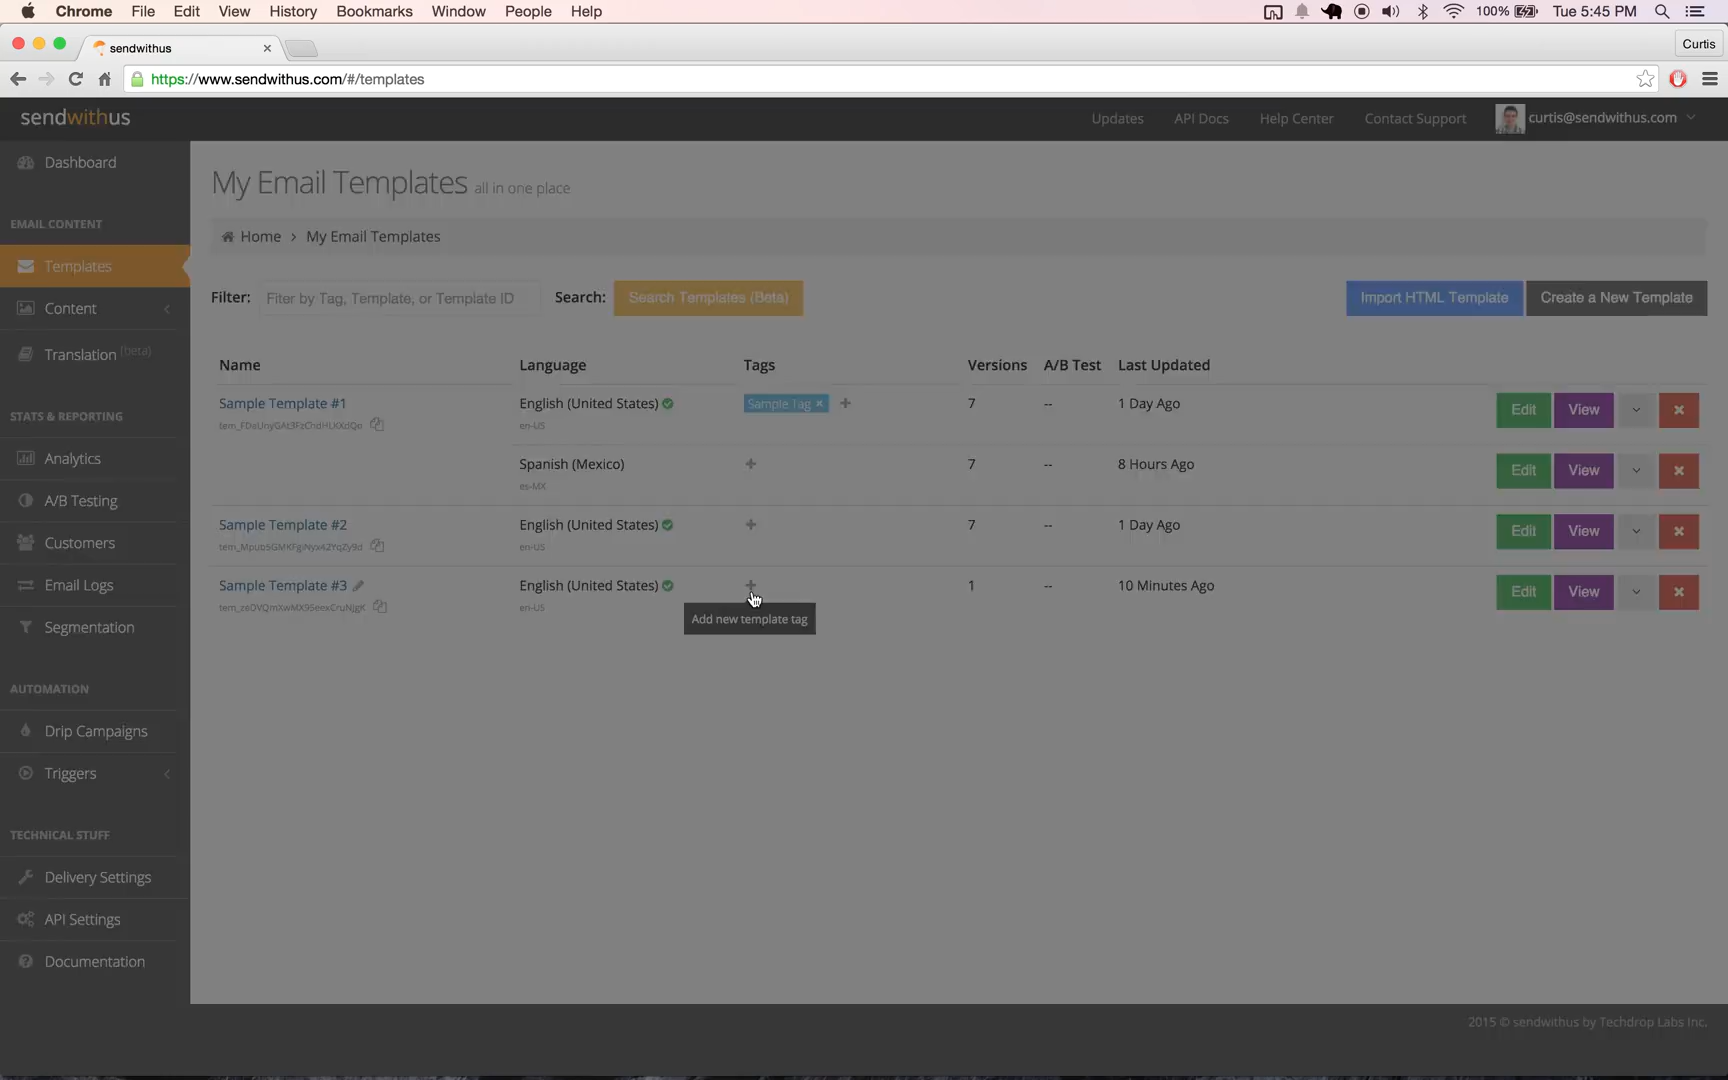 Chrome File Edit View History Bookmarks Window People Help 100% Tue 5:45 PM
sendwithus Curtis
https://www.sendwithus.com/#/templates
sendwithus Updates API Docs Help Center Contact Support curtis@sendwithus.com
Dashboard
EMAIL CONTENT
Templates
Content
Translation (beta)
STATS & REPORTING
Analytics
A/B Testing
Customers
Email Logs
Segmentation
AUTOMATION
Drip Campaigns
Triggers
TECHNICAL STUFF
Delivery Settings
API Settings
Documentation
My Email Templates all in one place
Home > My Email Templates
Filter: Fiter by Tag, Template, or Template ID Search: Search Templates (Beta) Import HTML Template Create a New Template
Name Language Tags Versions A/B Test Last Updated
Sample Template #1 English (United States) Sample Tag × + 7 -- 1 Day Ago Edit View
en-US
Spanish (Mexico) + 7 -- 8 Hours Ago Edit View
es-MX
Sample Template #2 English (United States) + 7 -- 1 Day Ago Edit View
en-US
Sample Template #3 English (United States) + 1 -- 10 Minutes Ago Edit View
en-US
Add new template tag
2015 © sendwithus by Techdrop Labs Inc.